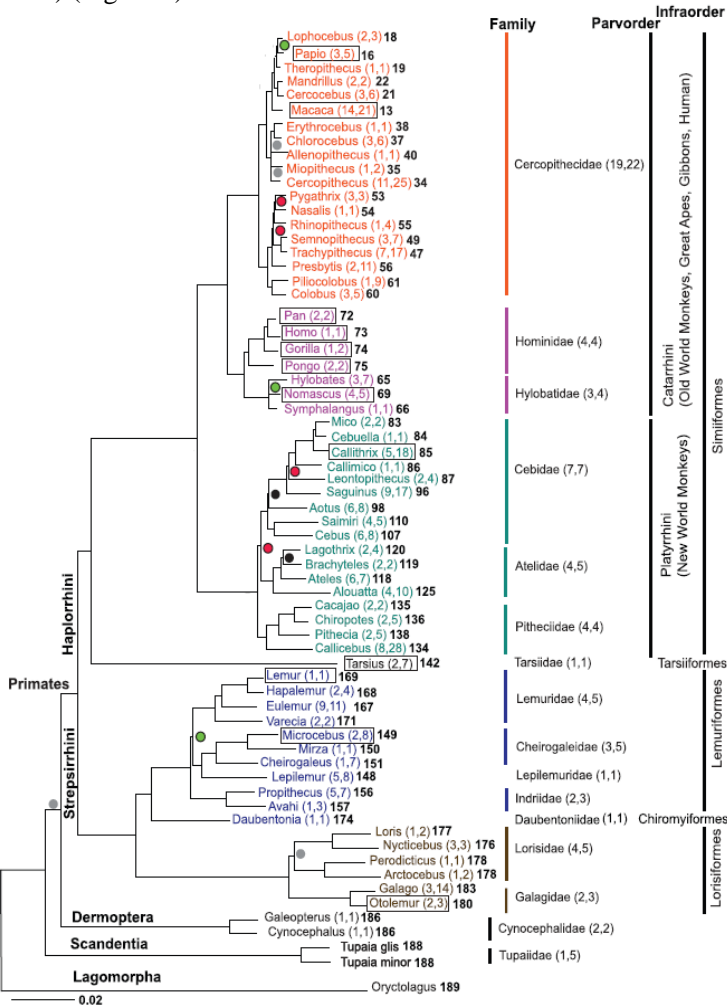 Family
Parvorder
Infraorder
Lophocebus (2,3) 18
Papio (3,5) 16
Theropithecus (1,1) 19
Mandrillus (2,2) 22
Cercocebus (3,6) 21
Macaca (14,21) 13
Erythrocebus (1,1) 38
Chlorocebus (3,6) 37
Allenopithecus (1,1) 40
Miopithecus (1,2) 35
Cercopithecus (11,25) 34
Pygathrix (3,3) 53
Nasalis (1,1) 54
Rhinopithecus (1,4) 55
Semnopithecus (3,7) 49
Trachypithecus (7,17) 47
Presbytis (2,11) 56
Piliocolobus (1,9) 61
Colobus (3,5) 60
Pan (2,2) 72
Homo (1,1) 73
Gorilla (1,2) 74
Pongo (2,2) 75
Hylobates (3,7) 65
Nomascus (4,5) 69
Symphalangus (1,1) 66
Mico (2,2) 83
Cebuella (1,1) 84
Callithrix (5,18) 85
Callimico (1,1) 86
Leontopithecus (2,4) 87
Saguinus (9,17) 96
Aotus (6,8) 98
Saimiri (4,5) 110
Cebus (6,8) 107
Lagothrix (2,4) 120
Brachyteles (2,2) 119
Ateles (6,7) 118
Alouatta (4,10) 125
Cacajao (2,2) 135
Chiropotes (2,5) 136
Pithecia (2,5) 138
Callicebus (8,28) 134
Tarsius (2,7) 142
Lemur (1,1) 169
Hapalemur (2,4) 168
Eulemur (9,11) 167
Varecia (2,2) 171
Microcebus (2,8) 149
Mirza (1,1) 150
Cheirogaleus (1,7) 151
Lepilemur (5,8) 148
Propithecus (5,7) 156
Avahi (1,3) 157
Daubentonia (1,1) 174
Loris (1,2) 177
Nycticebus (3,3) 176
Perodicticus (1,1) 178
Arctocebus (1,2) 178
Galago (3,14) 183
Otolemur (2,3) 180
Galeopterus (1,1) 186
Cynocephalus (1,1) 186
Tupaia glis 188
Tupaia minor 188
Oryctolagus 189
Cercopithecidae (19,22)
Hominidae (4,4)
Hylobatidae (3,4)
Cebidae (7,7)
Atelidae (4,5)
Pitheciidae (4,4)
Tarsiidae (1,1)
Lemuridae (4,5)
Cheirogaleidae (3,5)
Lepilemuridae (1,1)
Indriidae (2,3)
Daubentoniidae (1,1)
Lorisidae (4,5)
Galagidae (2,3)
Cynocephalidae (2,2)
Tupaiidae (1,5)
Catarrhini
(Old World Monkeys, Great Apes, Gibbons, Human)
Platyrrhini
(New World Monkeys)
Simiiformes
Tarsiiformes
Lemuriformes
Chiromyiformes
Lorisiformes
Haplorrhini
Primates
Strepsirrhini
Dermoptera
Scandentia
Lagomorpha
0.02